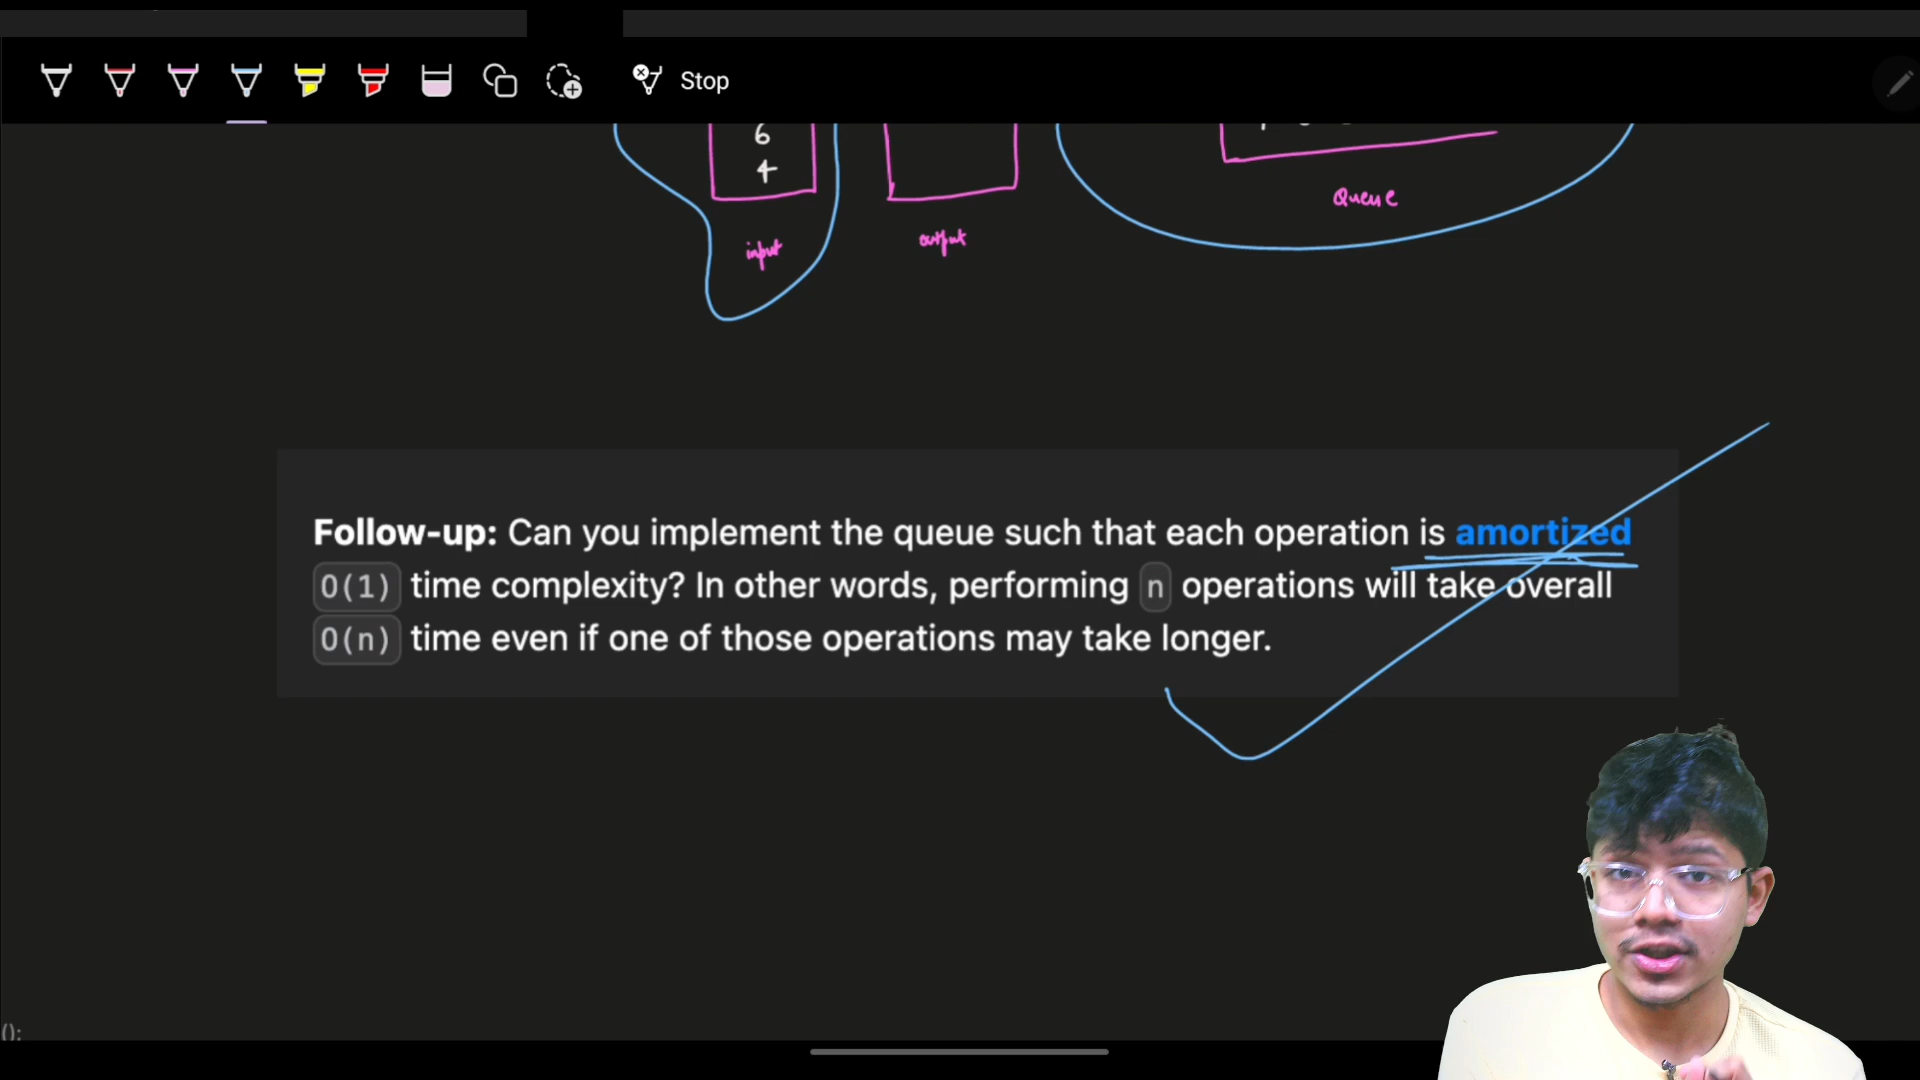 Stop
6
4
Queue
input
output
Follow-up: Can you implement the queue such that each operation is amortized
O(1) time complexity? In other words, performing n operations will take overall
O(n) time even if one of those operations may take longer.
();